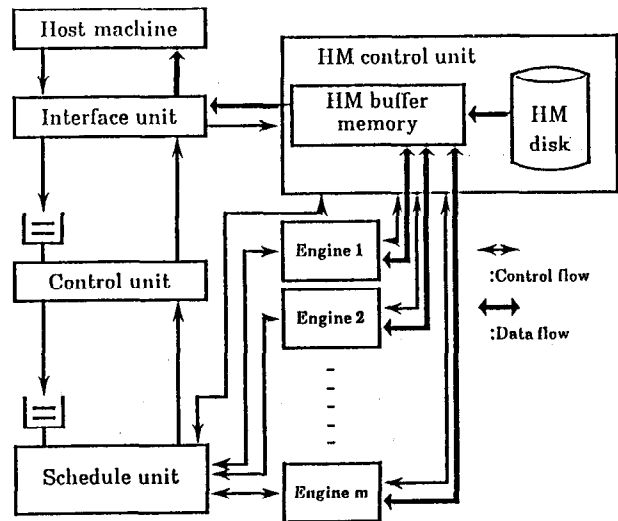 Host machine
HM control unit
Interface unit
HM buffer
memory
HM
disk
Engine 1
Control unit
:Control flow
Engine 2
:Data flow
Schedule unit
Engine m